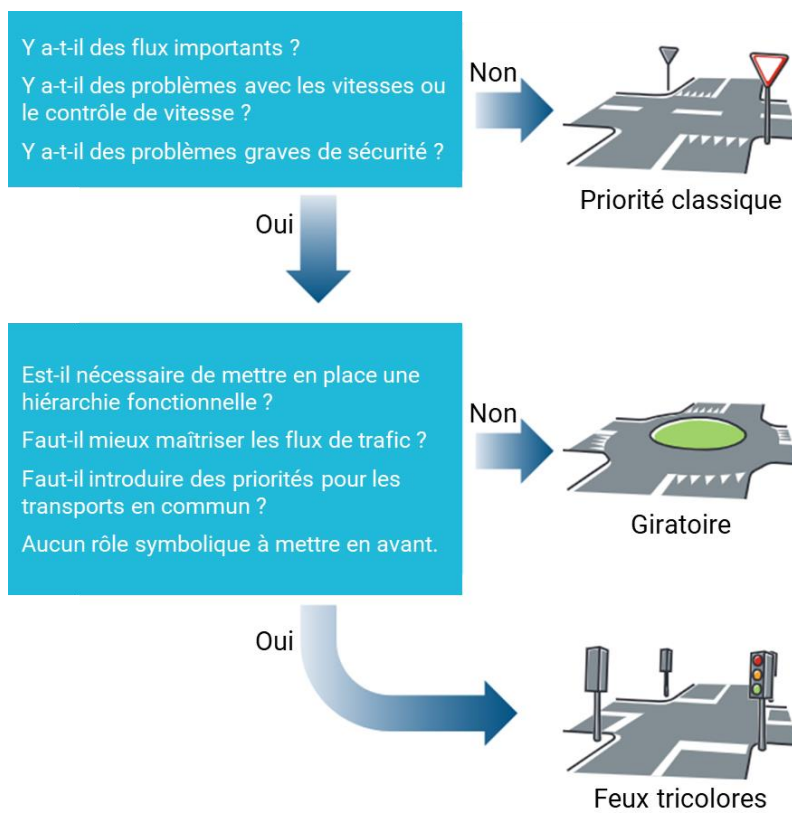 Y a-t-il des flux importants ?
Y a-t-il des problèmes avec les vitesses ou
le contrôle de vitesse ?
Y a-t-il des problèmes graves de sécurité ?
Non
Priorité classique
Oui
Est-il nécessaire de mettre en place une
hiérarchie fonctionnelle ?
Faut-il mieux maîtriser les flux de trafic ?
Faut-il introduire des priorités pour les
transports en commun ?
Aucun rôle symbolique à mettre en avant.
Non
Giratoire
Oui
Feux tricolores